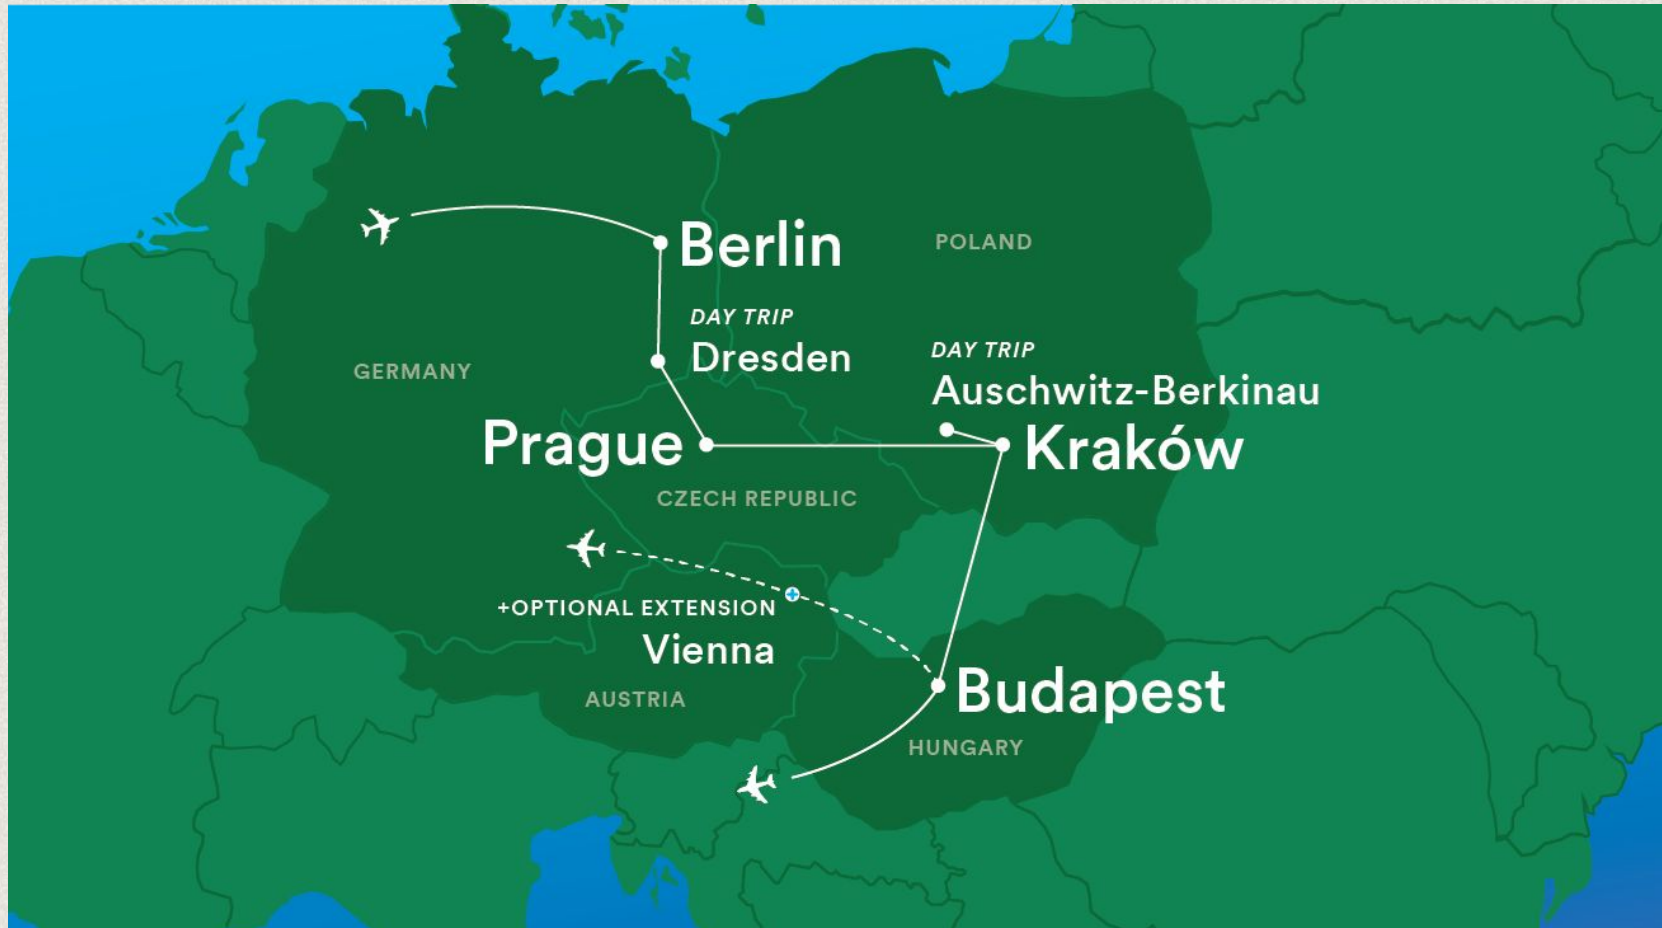 Berlin
POLAND
DAY TRIP
Dresden
GERMANY
DAY TRIP
Auschwitz-Berkinau
Prague
Kraków
CZECH REPUBLIC
+OPTIONAL EXTENSION
Vienna
AUSTRIA
Budapest
HUNGARY